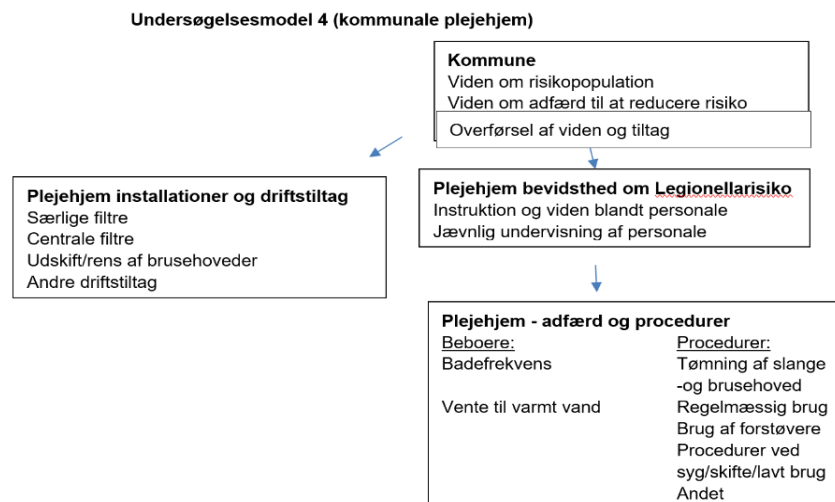 Undersøgelsesmodel 4 (kommunale plejehjem)
Kommune
Viden om risikopopulation
Viden om adfærd til at reducere risiko
Overførsel af viden og tiltag
Plejehjem installationer og driftstiltag
Særlige filtre
Centrale filtre
Udskift/rens af brusehoveder
Andre driftstiltag
Plejehjem bevidsthed om Legionellarisiko
Instruktion og viden blandt personale
Jævnlig undervisning af personale
Plejehjem - adfærd og procedurer
Beboere:
Badefrekvens
Vente til varmt vand
Procedurer:
Tømning af slange
-og brusehoved
Regelmæssig brug
Brug af forstøvere
Procedurer ved
syg/skifte/lavt brug
Andet